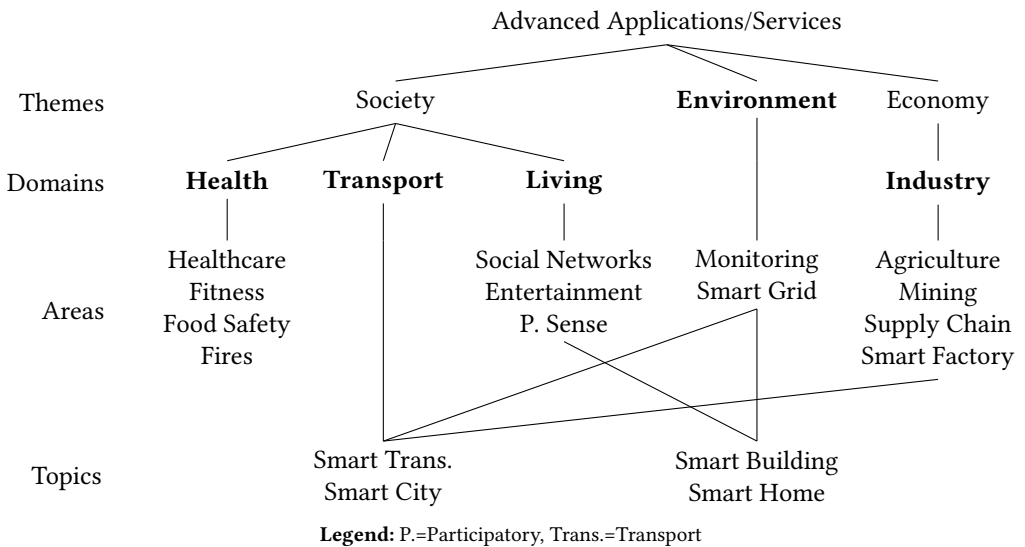 Advanced Applications/Services
Themes
Society
Environment
Economy
Domains
Health
Transport
Living
Industry
Areas
Healthcare
Fitness
Food Safety
Fires
Social Networks
Entertainment
P. Sense
Monitoring
Smart Grid
Agriculture
Mining
Supply Chain
Smart Factory
Topics
Smart Trans.
Smart City
Smart Building
Smart Home
Legend: P.=Participatory, Trans.=Transport